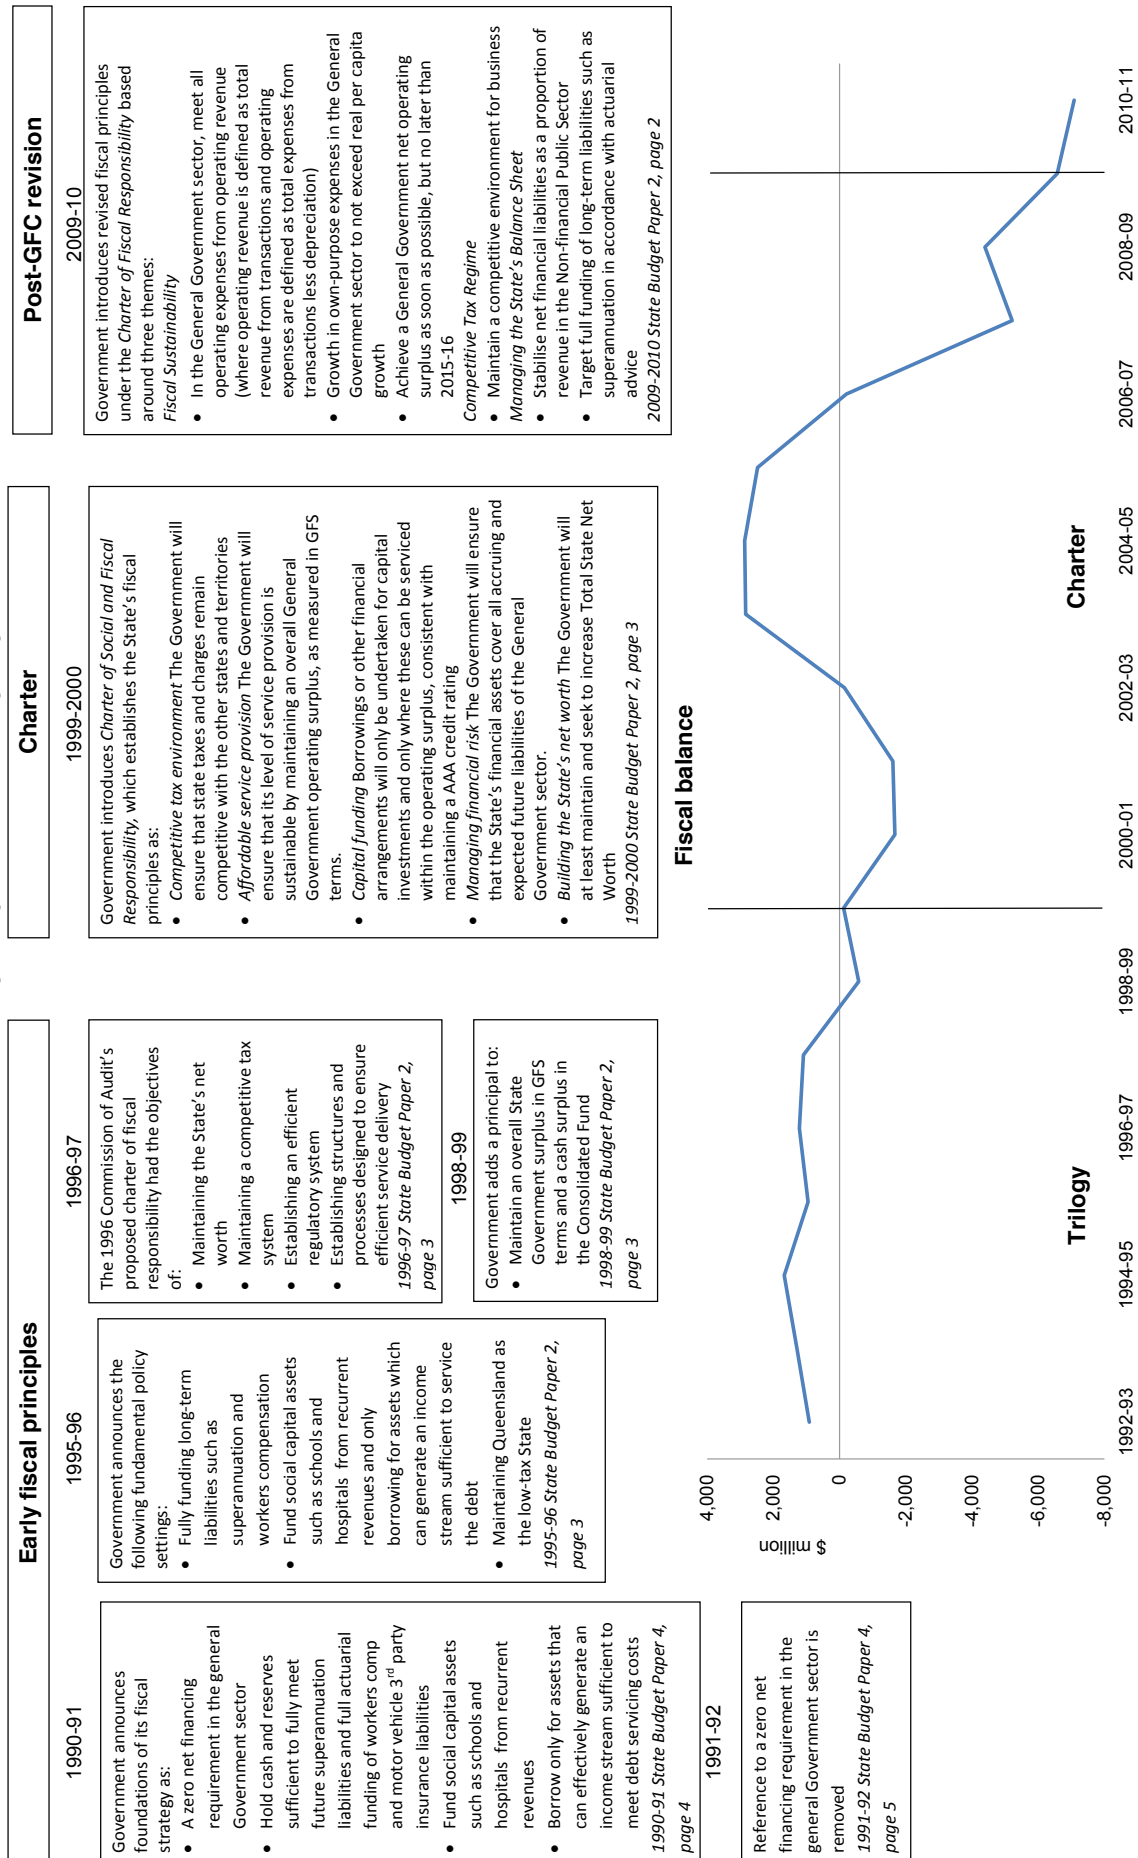 Early fiscal principles
1990-91
Government announces
foundations of its fiscal
strategy as:
• A zero net financing
requirement in the general
Government sector
• Hold cash and reserves
sufficient to fully meet
future superannuation
liabilities and full actuarial
funding of workers comp
and motor vehicle 3rd party
insurance liabilities
• Fund social capital assets
such as schools and
hospitals from recurrent
revenues
• Borrow only for assets that
can effectively generate an
income stream sufficient to
meet debt servicing costs
1990-91 State Budget Paper 4,
page 4
1991-92
Reference to a zero net
financing requirement in the
general Government sector is
removed
1991-92 State Budget Paper 4,
page 5
1995-96
Government announces the
following fundamental policy
settings:
• Fully funding long-term
liabilities such as
superannuation and
workers compensation
• Fund social capital assets
such as schools and
hospitals from recurrent
revenues and only
borrowing for assets which
can generate an income
stream sufficient to service
the debt
• Maintaining Queensland as
the low-tax State
1995-96 State Budget Paper 2,
page 3
1996-97
The 1996 Commission of Audit's
proposed charter of fiscal
responsibility had the objectives
of:
• Maintaining the State's net
worth
• Maintaining a competitive tax
system
• Establishing an efficient
regulatory system
• Establishing structures and
processes designed to ensure
efficient service delivery
1996-97 State Budget Paper 2,
page 3
1998-99
Government adds a principal to:
• Maintain an overall State
Government surplus in GFS
terms and a cash surplus in
the Consolidated Fund
1998-99 State Budget Paper 2,
page 3
Charter
1999-2000
Government introduces Charter of Social and Fiscal
Responsibility, which establishes the State's fiscal
principles as:
• Competitive tax environment The Government will
ensure that state taxes and charges remain
competitive with the other states and territories
• Affordable service provision The Government will
ensure that its level of service provision is
sustainable by maintaining an overall General
Government operating surplus, as measured in GFS
terms.
• Capital funding Borrowings or other financial
arrangements will only be undertaken for capital
investments and only where these can be serviced
within the operating surplus, consistent with
maintaining a AAA credit rating
• Managing financial risk The Government will ensure
that the State's financial assets cover all accruing and
expected future liabilities of the General
Government sector.
• Building the State's net worth The Government will
at least maintain and seek to increase Total State Net
Worth
1999-2000 State Budget Paper 2, page 3
Post-GFC revision
2009-10
Government introduces revised fiscal principles
under the Charter of Fiscal Responsibility based
around three themes:
Fiscal Sustainability
• In the General Government sector, meet all
operating expenses from operating revenue
(where operating revenue is defined as total
revenue from transactions and operating
expenses are defined as total expenses from
transactions less depreciation)
• Growth in own-purpose expenses in the General
Government sector to not exceed real per capita
growth
• Achieve a General Government net operating
surplus as soon as possible, but no later than
2015-16
Competitive Tax Regime
• Maintain a competitive environment for business
Managing the State's Balance Sheet
• Stabilise net financial liabilities as a proportion of
revenue in the Non-financial Public Sector
• Target full funding of long-term liabilities such as
superannuation in accordance with actuarial
advice
2009-2010 State Budget Paper 2, page 2
Fiscal balance
$ million
4,000
2,000
0
-2,000
-4,000
-6,000
-8,000
Trilogy
Charter
1992-93
1994-95
1996-97
1998-99
2000-01
2002-03
2004-05
2006-07
2008-09
2010-11